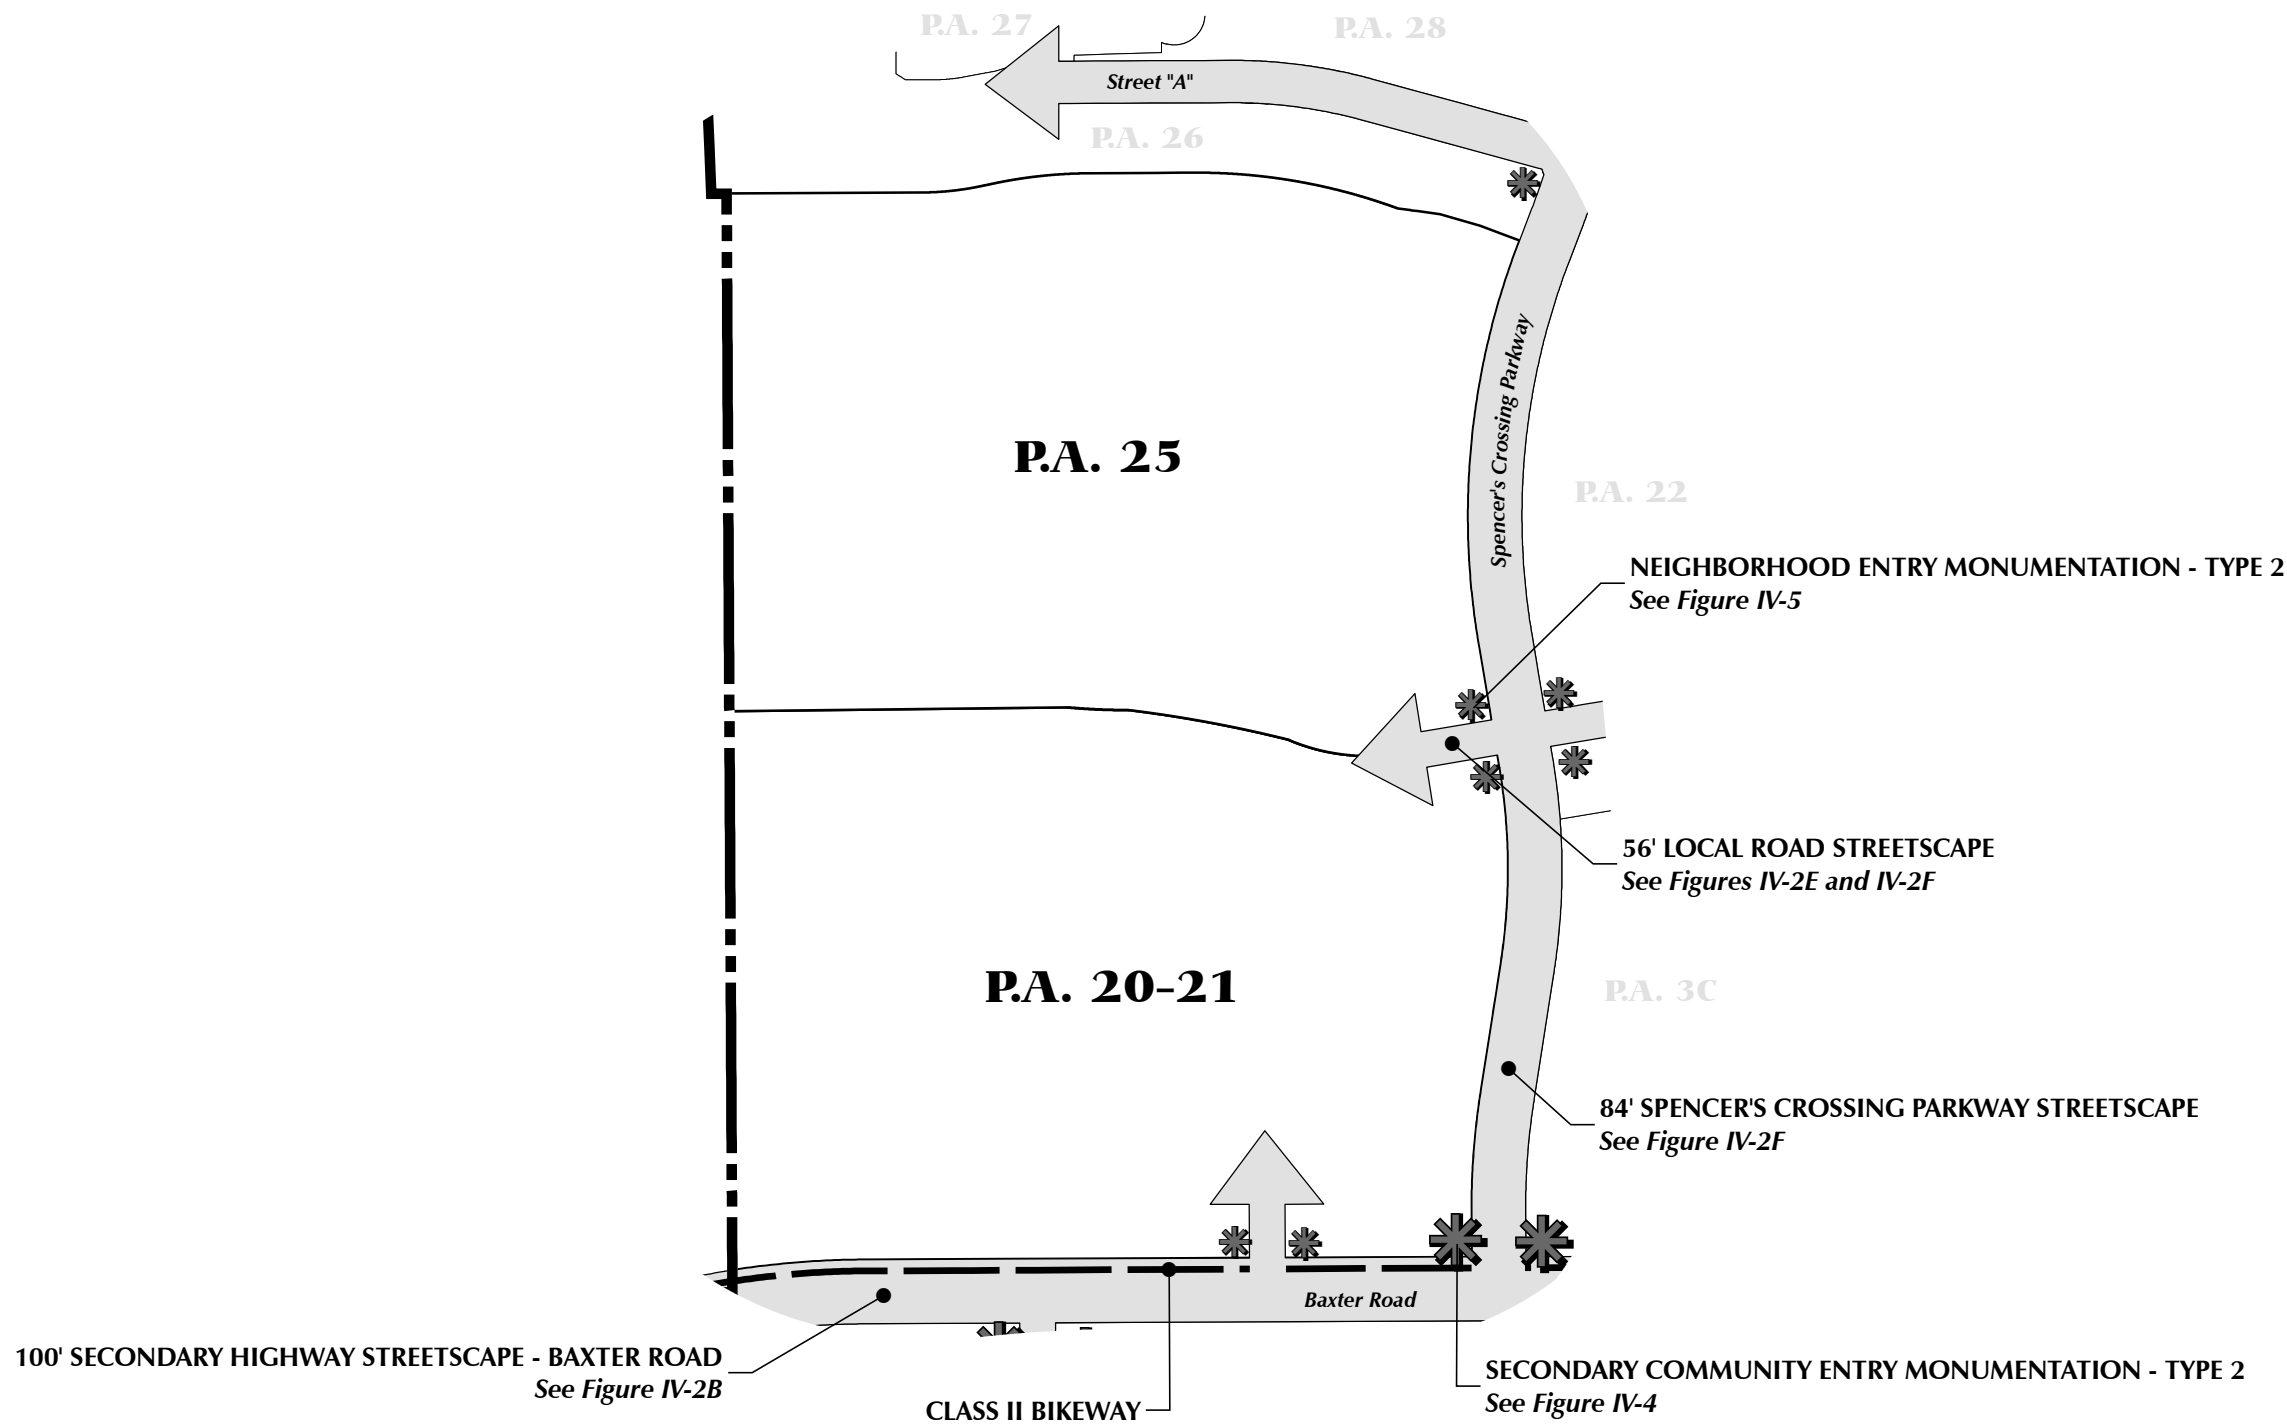 P.A. 27
P.A. 28
Street "A"
P.A. 26
Spencer's Crossing Parkway
P.A. 25
P.A. 22
NEIGHBORHOOD ENTRY MONUMENTATION - TYPE 2
See Figure IV-5
56' LOCAL ROAD STREETSCAPE
See Figures IV-2E and IV-2F
P.A. 20-21
P.A. 3C
84' SPENCER'S CROSSING PARKWAY STREETSCAPE
See Figure IV-2F
Baxter Road
100' SECONDARY HIGHWAY STREETSCAPE - BAXTER ROAD
See Figure IV-2B
SECONDARY COMMUNITY ENTRY MONUMENTATION - TYPE 2
See Figure IV-4
CLASS II BIKEWAY